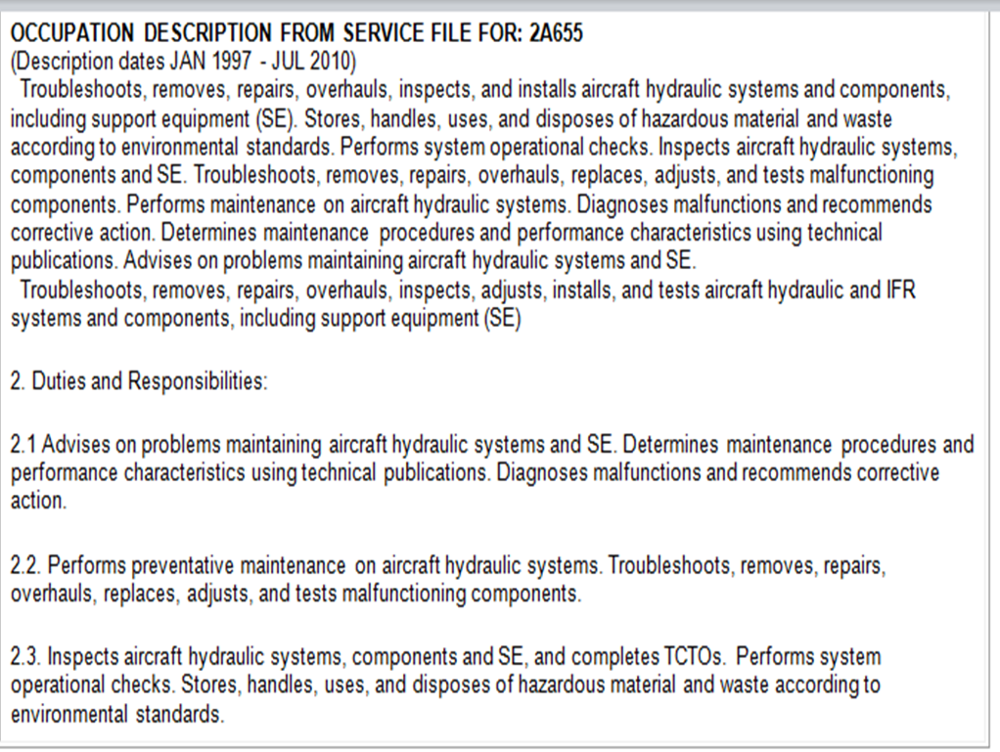 OCCUPATION DESCRIPTION FROM SERVICE FILE FOR: 2A655
(Description dates JAN 1997 - JUL 2010)
Troubleshoots, removes, repairs, overhauls, inspects, and installs aircraft hydraulic systems and components,
including support equipment (SE). Stores, handles, uses, and disposes of hazardous material and waste
according to environmental standards. Performs system operational checks. Inspects aircraft hydraulic systems,
components and SE. Troubleshoots, removes, repairs, overhauls, replaces, adjusts, and tests malfunctioning
components. Performs maintenance on aircraft hydraulic systems. Diagnoses malfunctions and recommends
corrective action. Determines maintenance procedures and performance characteristics using technical
publications. Advises on problems maintaining aircraft hydraulic systems and SE.
Troubleshoots, removes, repairs, overhauls, inspects, adjusts, installs, and tests aircraft hydraulic and IFR
systems and components, including support equipment (SE)
2. Duties and Responsibilities:
2.1 Advises on problems maintaining aircraft hydraulic systems and SE. Determines maintenance procedures and
performance characteristics using technical publications. Diagnoses malfunctions and recommends corrective
action.
2.2. Performs preventative maintenance on aircraft hydraulic systems. Troubleshoots, removes, repairs,
overhauls, replaces, adjusts, and tests malfunctioning components.
2.3. Inspects aircraft hydraulic systems, components and SE, and completes TCTOs. Performs system
operational checks. Stores, handles, uses, and disposes of hazardous material and waste according to
environmental standards.